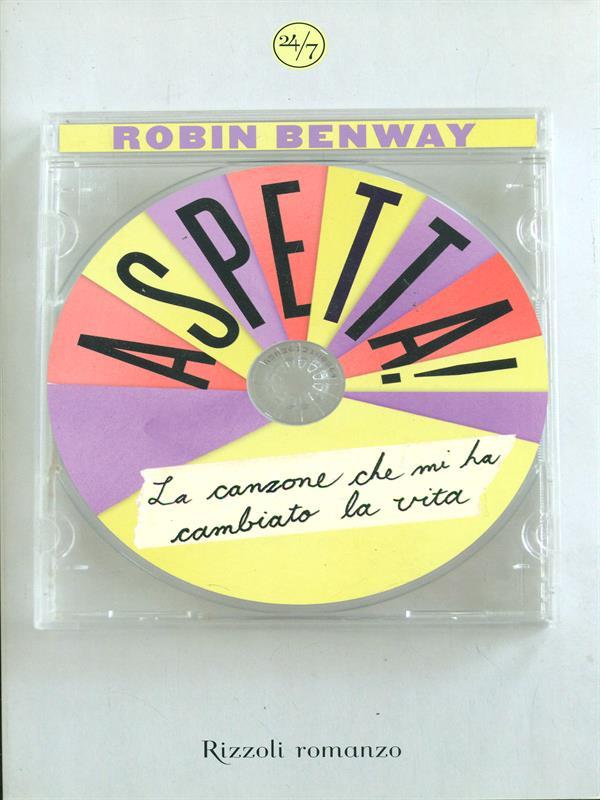 24/7
ROBIN BENWAY
ASPETTA!
La canzone che mi ha
cambiato la vita
Rizzoli romanzo